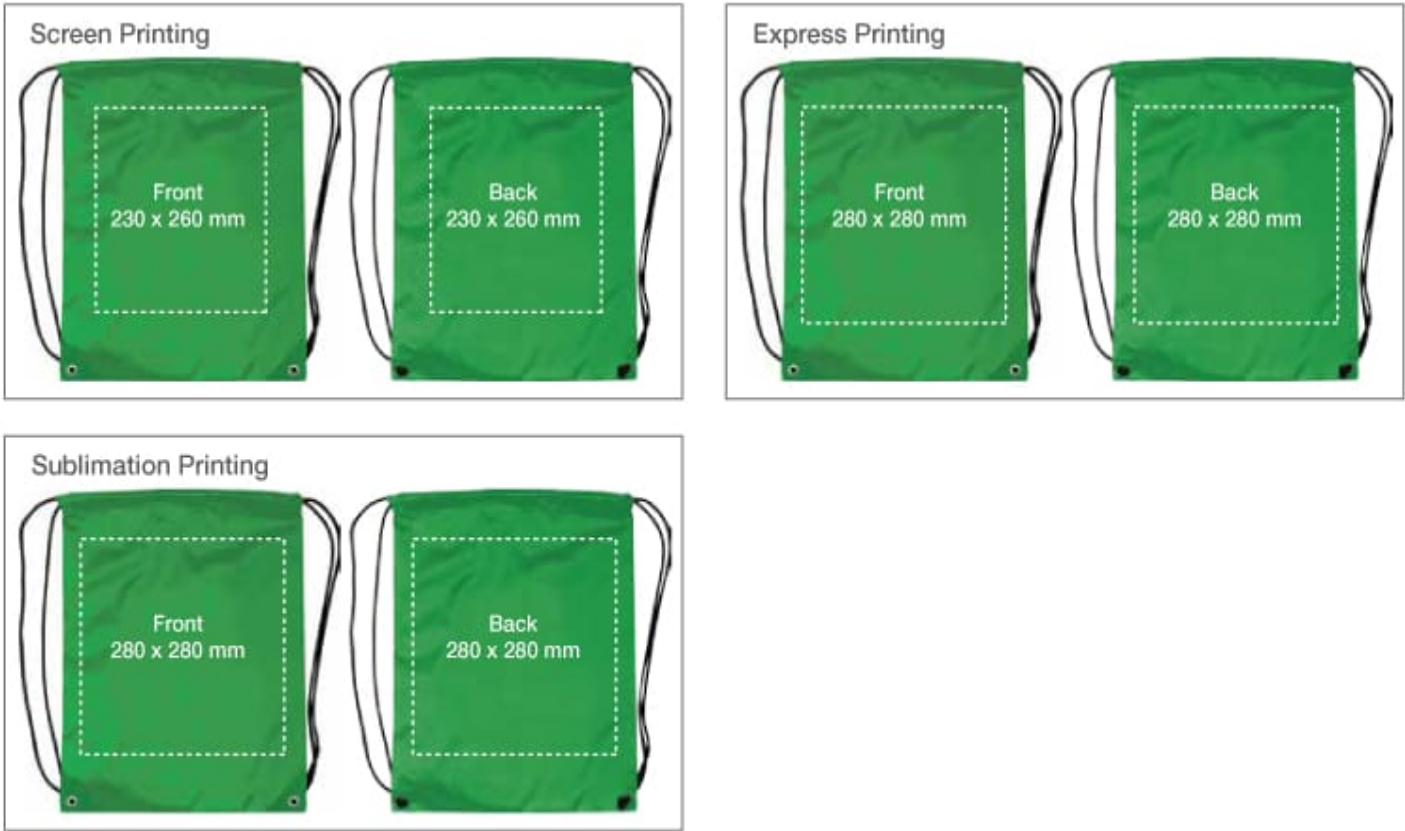 Screen Printing
Front
230 x 260 mm
Back
230 x 260 mm
Express Printing
Front
280 x 280 mm
Back
280 x 280 mm
Sublimation Printing
Front
280 x 280 mm
Back
280 x 280 mm